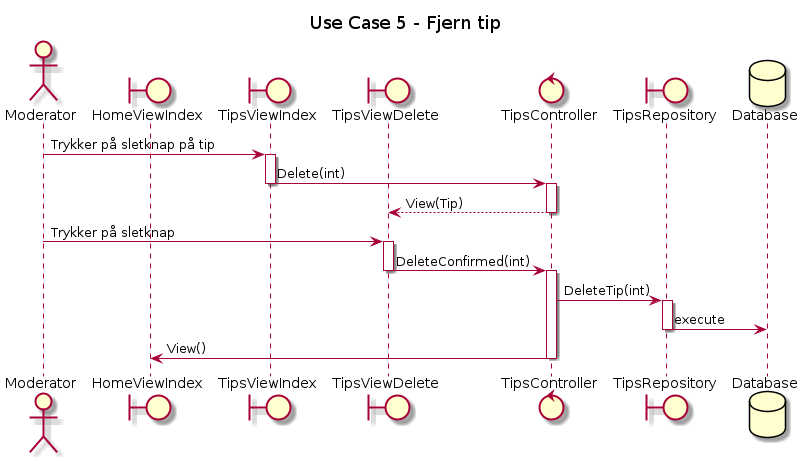 Use Case 5 - Fjern tip
Moderator HomeViewIndex TipsViewIndex TipsViewDelete TipsController TipsRepository Database
Trykker på sletknap på tip
Delete(int)
View(Tip)
Trykker på sletknap
DeleteConfirmed(int)
DeleteTip(int)
execute
View()
Moderator HomeViewIndex TipsViewIndex TipsViewDelete TipsController TipsRepository Database